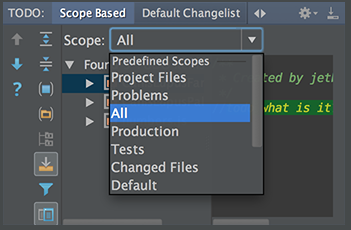 TODO: Scope Based Default Changelist
Scope: All
Predefined Scopes
Foun
Project Files
ted by jet
Problems
All
what is it
Production
Tests
Changed Files
Default